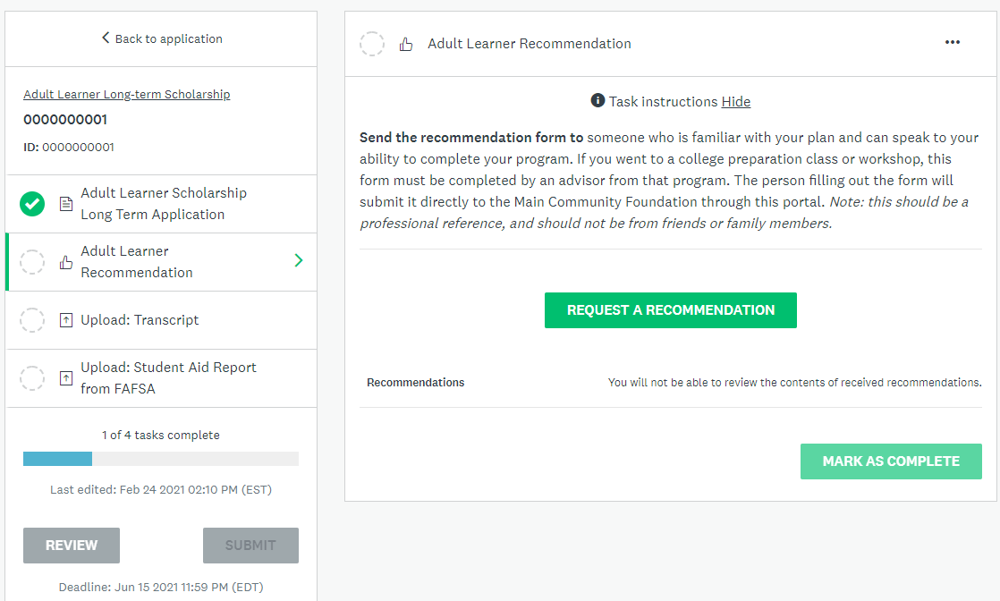 Back to application
Adult Learner Long-term Scholarship
0000000001
ID: 0000000001
Adult Learner Scholarship
Long Term Application
Adult Learner
Recommendation
Upload: Transcript
Upload: Student Aid Report
from FAFSA
1 of 4 tasks complete
Last edited: Feb 24 2021 02:10 PM (EST)
REVIEW
SUBMIT
Deadline: Jun 15 2021 11:59 PM (EDT)
Adult Learner Recommendation
Task instructions Hide
Send the recommendation form to someone who is familiar with your plan and can speak to your
ability to complete your program. If you went to a college preparation class or workshop, this
form must be completed by an advisor from that program. The person filling out the form will
submit it directly to the Main Community Foundation through this portal. Note: this should be a
professional reference, and should not be from friends or family members.
REQUEST A RECOMMENDATION
Recommendations
You will not be able to review the contents of received recommendations.
MARK AS COMPLETE